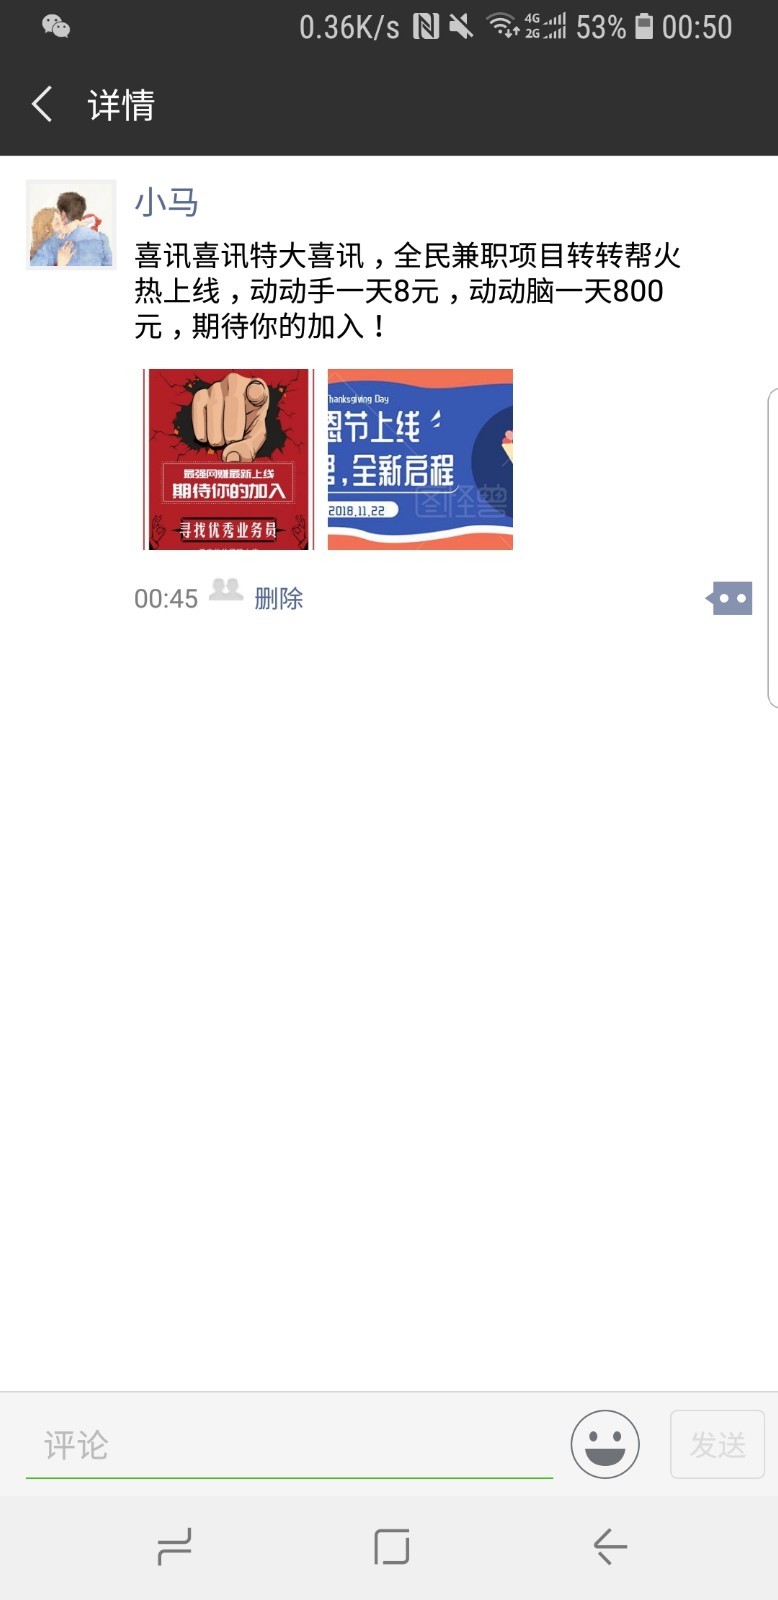 0.36K/s 4G 2G 53% 00:50
详情
小马
喜讯喜讯特大喜讯，全民兼职项目转转帮火
热上线，动动手一天8元，动动脑一天800
元，期待你的加入！
最强网赚最新上线
期待你的加入
寻找优秀业务员
hanksgiving Day
恩节上线
,全新启程
2018.11.22
图怪兽
00:45 删除
评论 发送